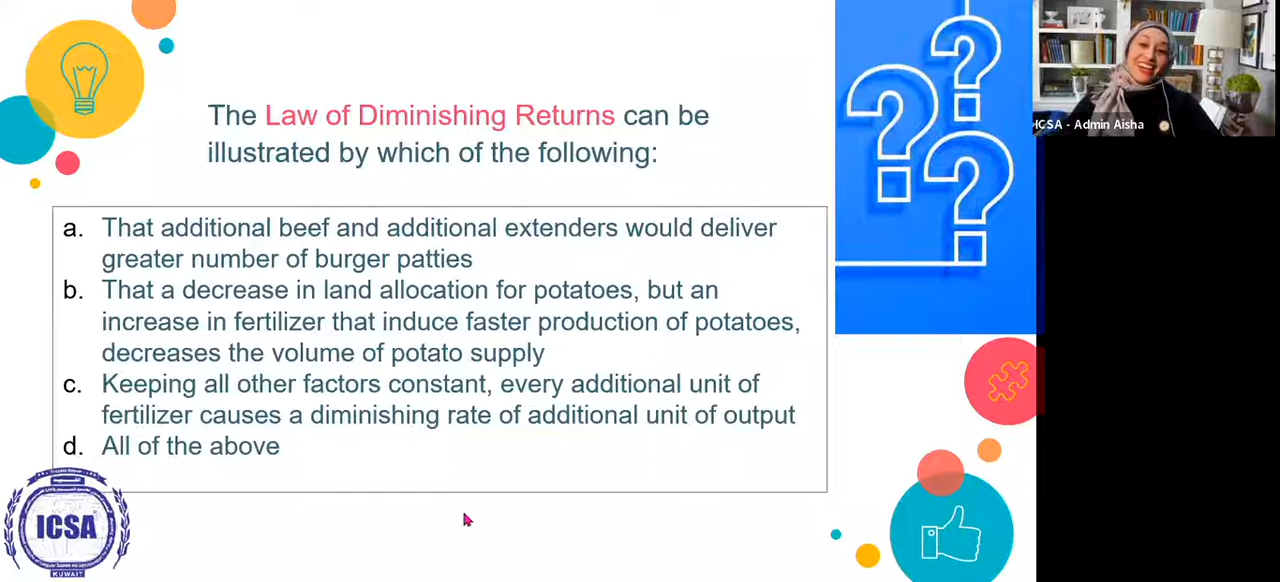 The Law of Diminishing Returns can be
illustrated by which of the following:
a. That additional beef and additional extenders would deliver
greater number of burger patties
b. That a decrease in land allocation for potatoes, but an
increase in fertilizer that induce faster production of potatoes,
decreases the volume of potato supply
c. Keeping all other factors constant, every additional unit of
fertilizer causes a diminishing rate of additional unit of output
d. All of the above
ICSA - Admin Aisha
ICSA
KUWAIT